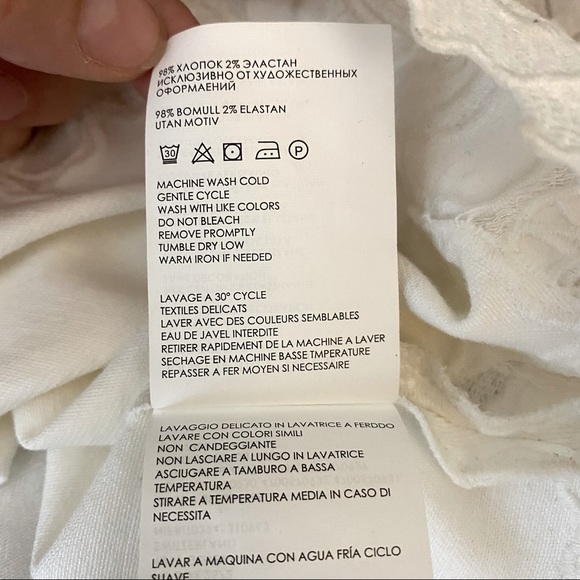 98% ХЛОПОК 2% ЭЛАСТАН
ИСКЛЮЗИВНО ОТ ХУДОЖЕСТВЕННЫХ
ОФОРМАЕНИЙ
98% BOMULL 2% ELASTAN
UTAN MOTIV
30 P
MACHINE WASH COLD
GENTLE CYCLE
WASH WITH LIKE COLORS
DO NOT BLEACH
REMOVE PROMPTLY
TUMBLE DRY LOW
WARM IRON IF NEEDED
LAVAGE A 30° CYCLE
TEXTILES DELICATS
LAVER AVEC DES COULEURS SEMBLABLES
EAU DE JAVEL INTERDITE
RETIRER RAPIDEMENT DE LA MACHINE A LAVER
SECHAGE EN MACHINE BASSE TMPERATURE
REPASSER A FER MOYEN SI NECESSAIRE
LAVAGGIO DELICATO IN LAVATRICE A FERDDO
LAVARE CON COLORI SIMILI
NON CANDEGGIANTE
NON LASCIARE A LUNGO IN LAVATRICE
ASCIUGARE A TAMBURO A BASSA
TEMPERATURA
STIRARE A TEMPERATURA MEDIA IN CASO DI
NECESSITA
LAVAR A MAQUINA CON AGUA FRÍA CICLO
SUAVE